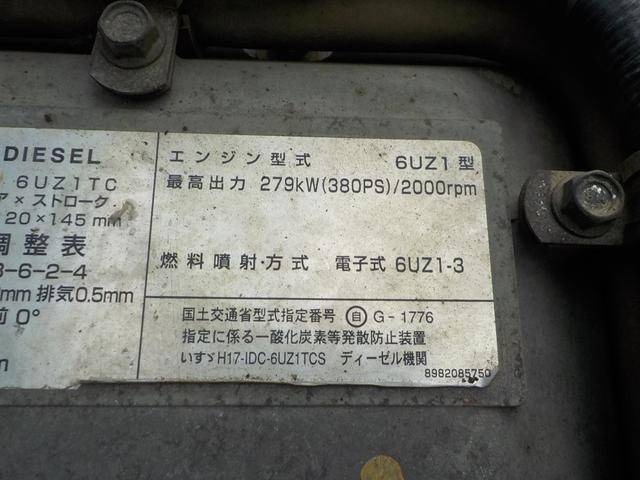 DIESEL
6UZ1TC
ア×ストローク
20×145mm
調整表
3-6-2-4
mm 排気0.5mm
前 0°
m
エンジン型式 6UZ1型
最高出力 279kW(380PS)/2000rpm
燃料噴射・方式 電子式 6UZ1-3
国土交通省型式指定番号 自 G-1776
指定に係る一酸化炭素等発散防止装置
いすゞH17-IDC-6UZ1TCS ディーゼル機関
8982085750